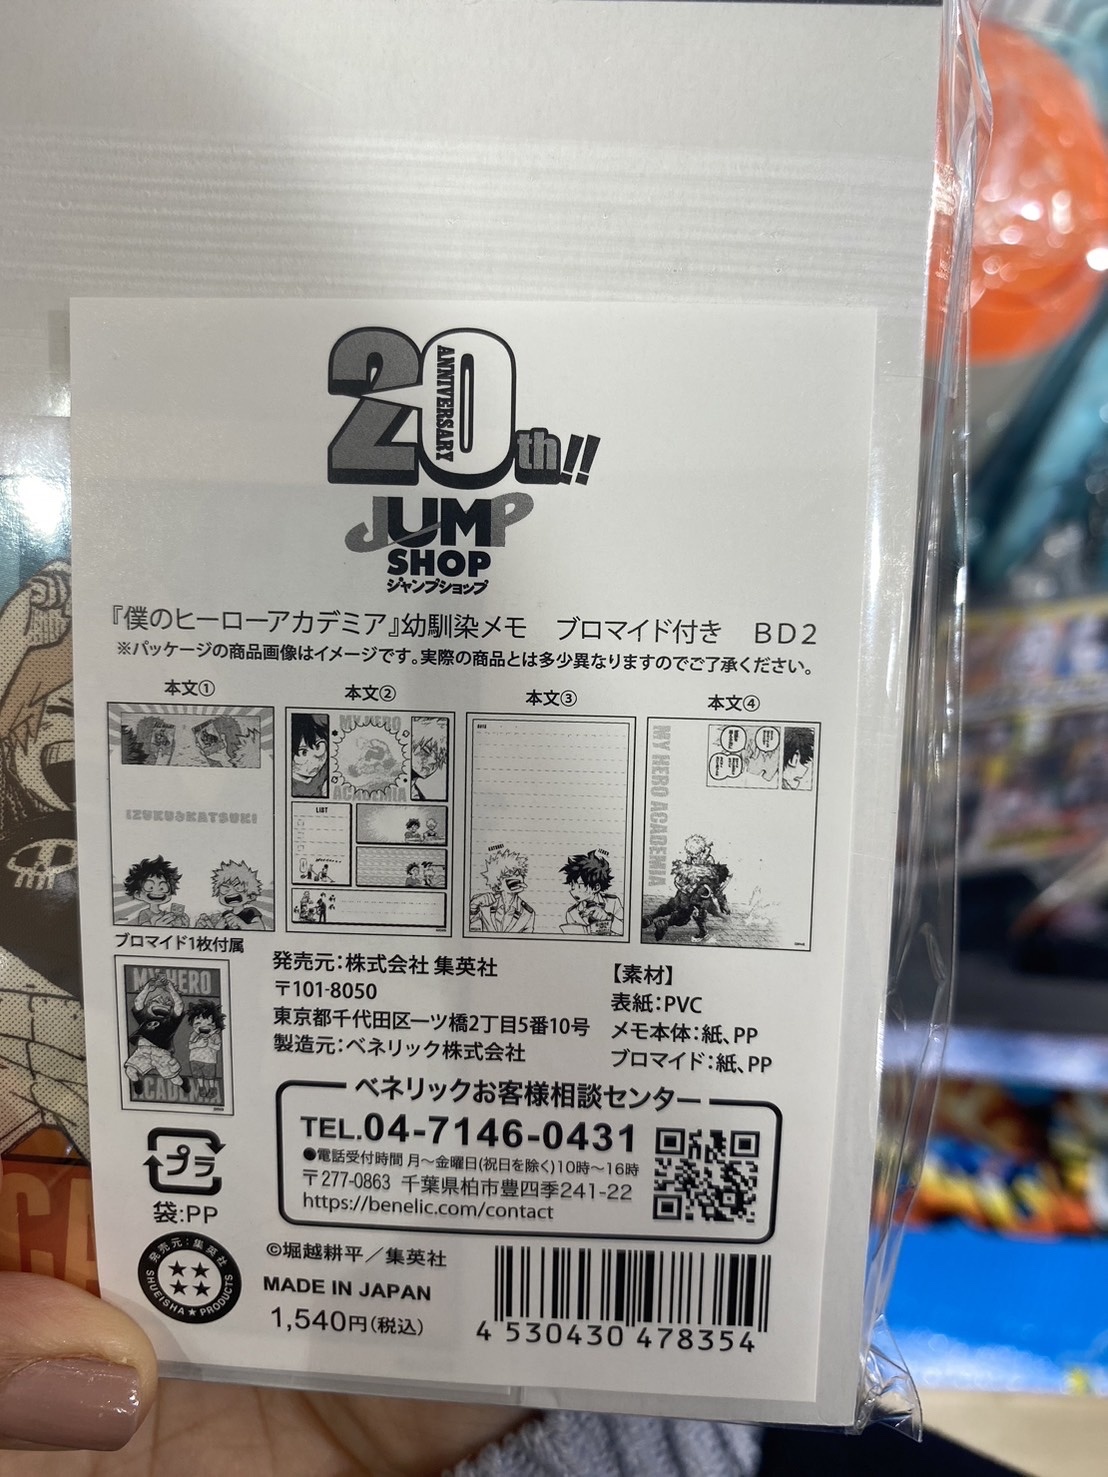 20th!!
ANNIVERSARY
JUMP
SHOP
ジャンプショップ
『僕のヒーローアカデミア』幼馴染メモ　ブロマイド付き　BD2
※パッケージの商品画像はイメージです。実際の商品とは多少異なりますのでご了承ください。
本文① 本文② 本文③ 本文④
IZUKU&KATSUKI
MY HERO
ACADEMIA
LIST
DATE
KATSUKI
IZUKU
MY HERO ACADEMIA
ブロマイド1枚付属
MY HERO
ACADEMIA
発売元：株式会社 集英社
〒101-8050
東京都千代田区一ツ橋2丁目5番10号
製造元：ベネリック株式会社
【素材】
表紙：PVC
メモ本体：紙、PP
ブロマイド：紙、PP
ベネリックお客様相談センター
TEL.04-7146-0431
●電話受付時間 月～金曜日(祝日を除く)10時～16時
〒277-0863 千葉県柏市豊四季241-22
https://benelic.com/contact
プラ
袋：PP
発売元：集英社
SHUEISHA★PRODUCTS
©堀越耕平／集英社
MADE IN JAPAN
1,540円(税込)
4 530430 478354